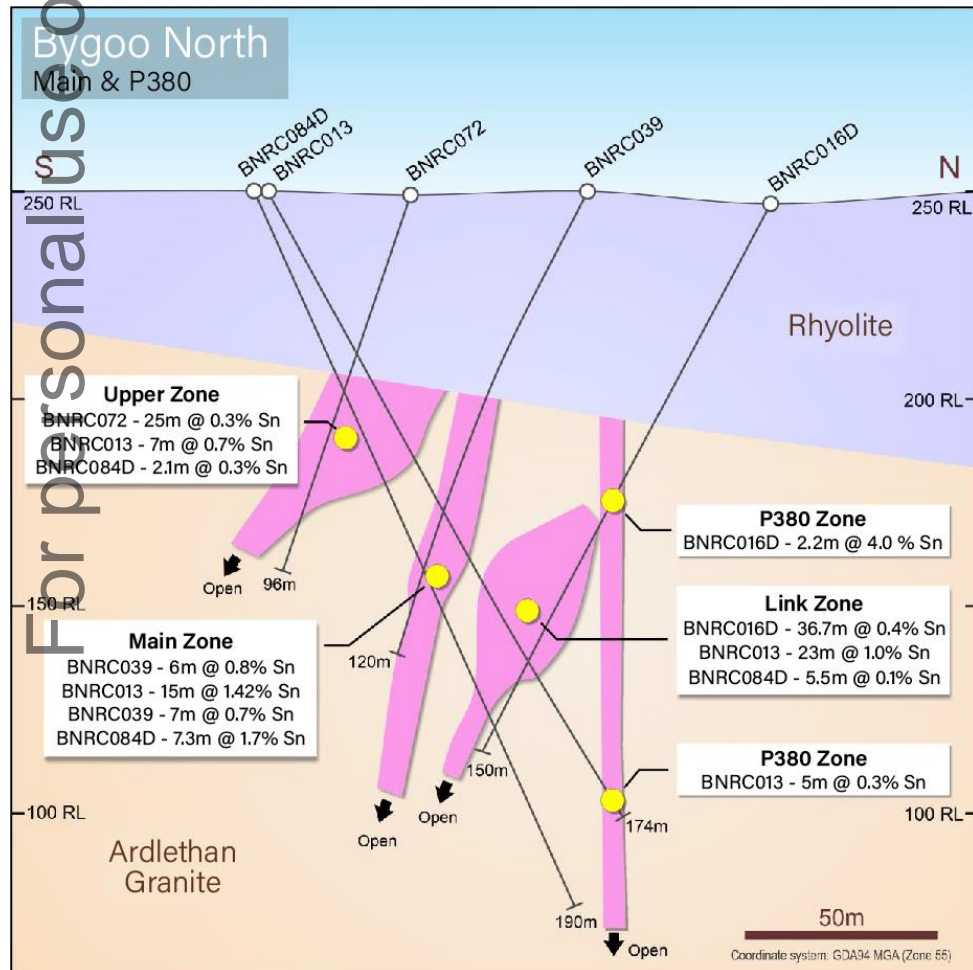 Bygoo North
Main & P380
For personal use o
S
N
BNRC084D
BNRC013
BNRC072
BNRC039
BNRC016D
250 RL
250 RL
Rhyolite
200 RL
Upper Zone
BNRC072 - 25m @ 0.3% Sn
BNRC013 - 7m @ 0.7% Sn
BNRC084D - 2.1m @ 0.3% Sn
P380 Zone
BNRC016D - 2.2m @ 4.0 % Sn
Open
96m
150 RL
Link Zone
BNRC016D - 36.7m @ 0.4% Sn
BNRC013 - 23m @ 1.0% Sn
BNRC084D - 5.5m @ 0.1% Sn
Main Zone
BNRC039 - 6m @ 0.8% Sn
BNRC013 - 15m @ 1.42% Sn
BNRC039 - 7m @ 0.7% Sn
BNRC084D - 7.3m @ 1.7% Sn
120m
150m
P380 Zone
BNRC013 - 5m @ 0.3% Sn
100 RL
100 RL
Open
Open
174m
Ardlethan
Granite
190m
Open
50m
Coordinate system: GDA94 MGA (Zone 55)